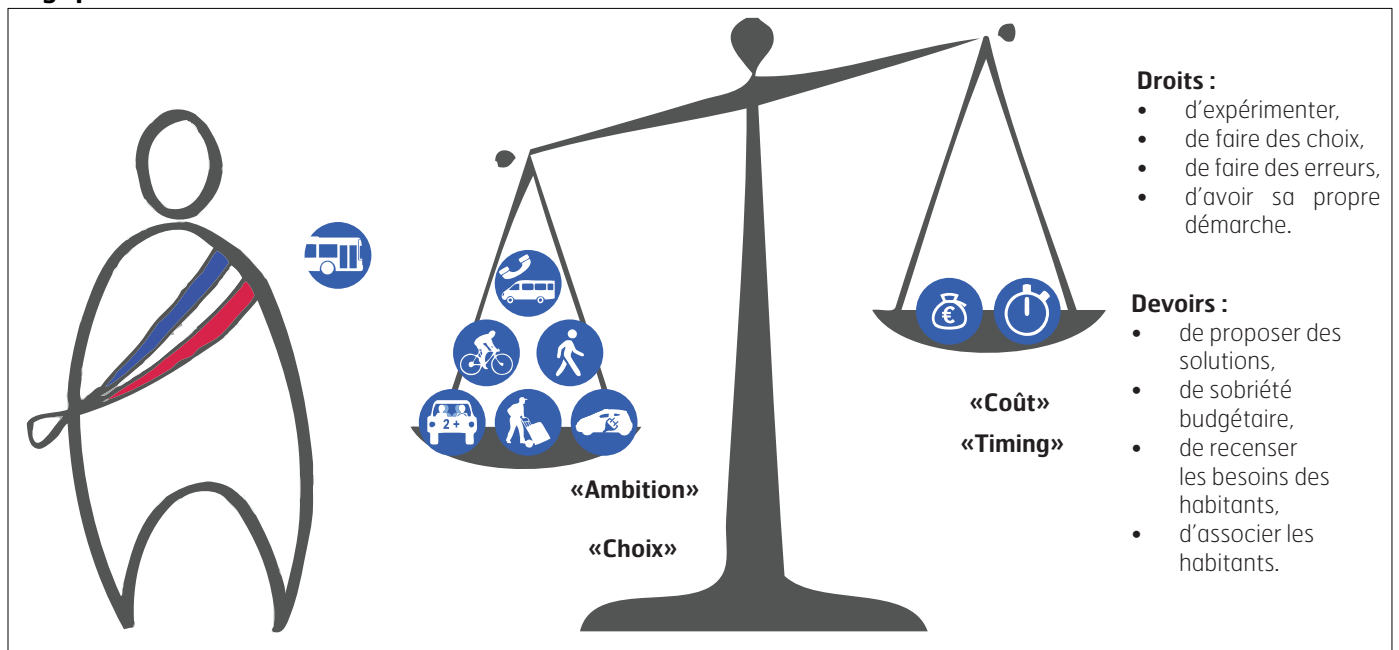 Droits :
• d'expérimenter,
• de faire des choix,
• de faire des erreurs,
• d'avoir sa propre
démarche.
Devoirs :
• de proposer des
solutions,
• de sobriété
budgétaire,
• de recenser
les besoins des
habitants,
• d'associer les
habitants.
2 +
€
«Coût»
«Timing»
«Ambition»
«Choix»